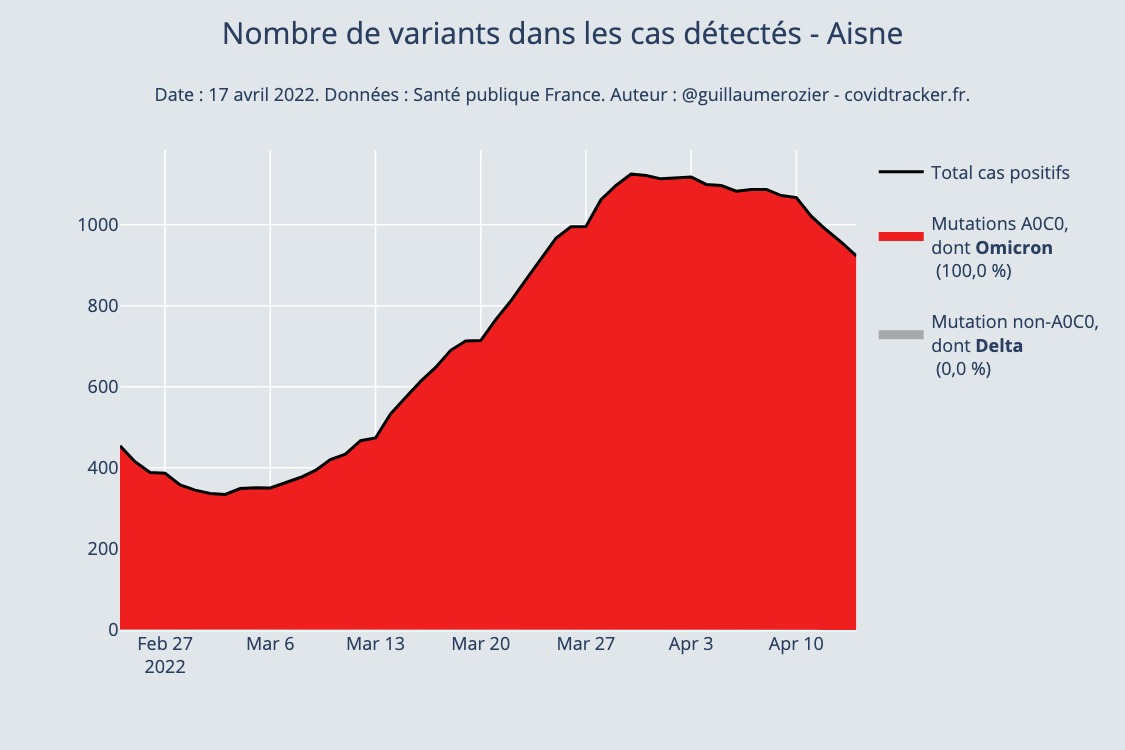 Nombre de variants dans les cas détectés - Aisne
Date : 17 avril 2022. Données : Santé publique France. Auteur : @guillaumerozier - covidtracker.fr.
Total cas positifs
Mutations A0C0,
dont Omicron
(100,0 %)
Mutation non-A0C0,
dont Delta
(0,0 %)
1000
800
600
400
200
0
Feb 27 Mar 6 Mar 13 Mar 20 Mar 27 Apr 3 Apr 10
2022